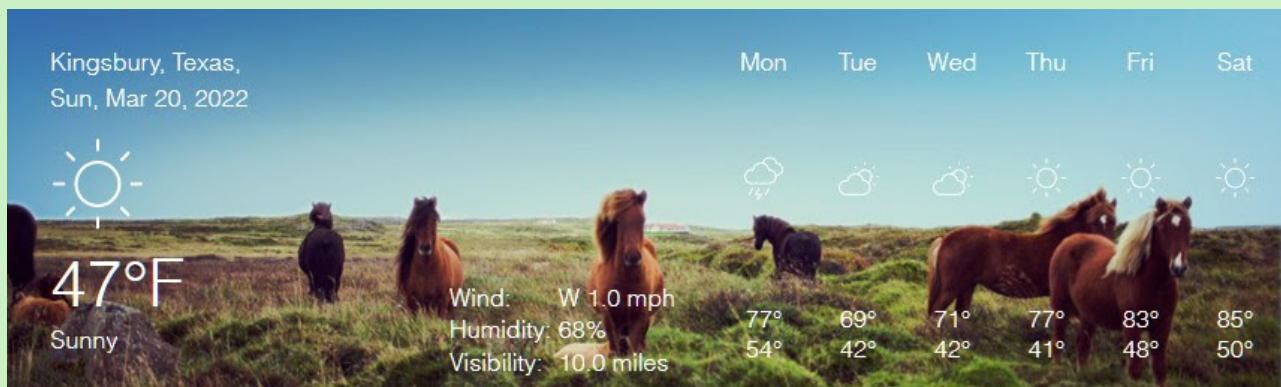 Kingsbury, Texas,
Sun, Mar 20, 2022
47°F
Sunny
Wind: W 1.0 mph
Humidity: 68%
Visibility: 10.0 miles
Mon Tue Wed Thu Fri Sat
77° 69° 71° 77° 83° 85°
54° 42° 42° 41° 48° 50°